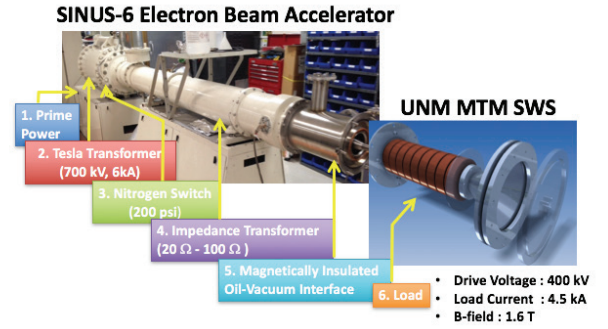 SINUS-6 Electron Beam Accelerator
UNM MTM SWS
1. Prime
Power
2. Tesla Transformer
(700 kV, 6kA)
3. Nitrogen Switch
(200 psi)
4. Impedance Transformer
(20 Ω - 100 Ω )
5. Magnetically Insulated
Oil-Vacuum Interface
6. Load
• Drive Voltage : 400 kV
• Load Current : 4.5 kA
• B-field : 1.6 T